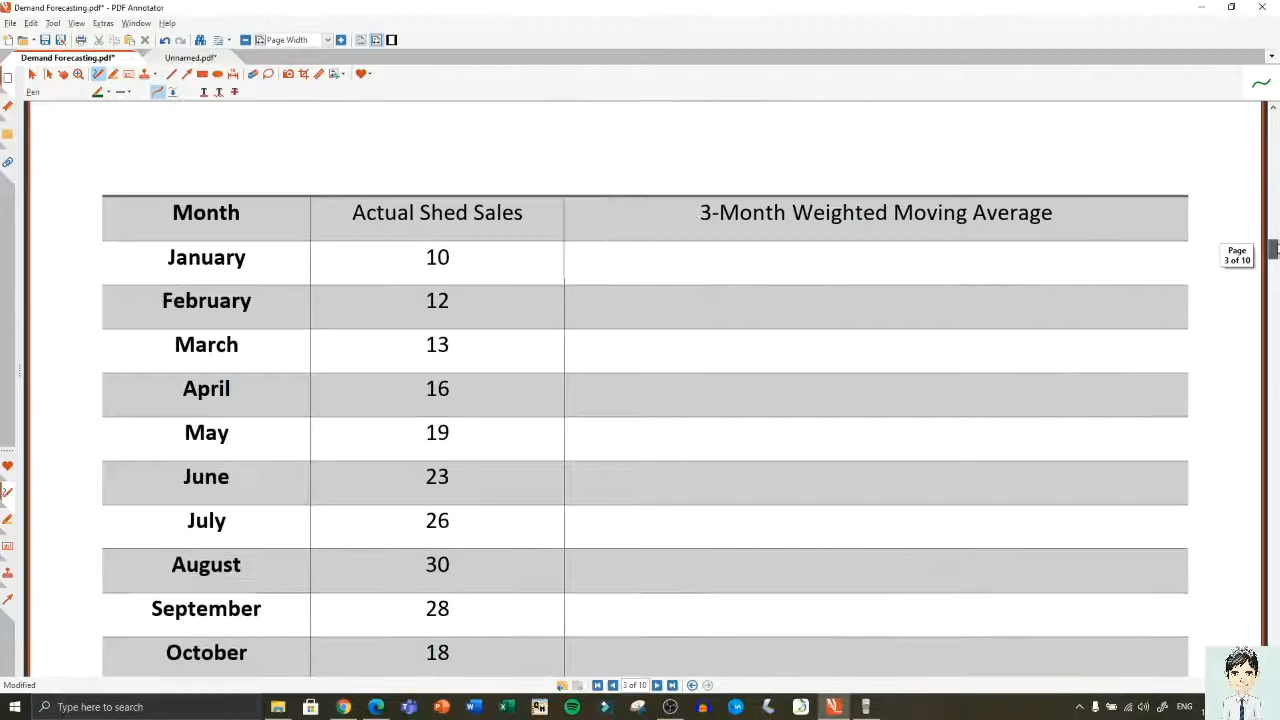 Demand Forecasting.pdf* - PDF Annotator
File Edit Tool View Extras Window Help
Page Width
Demand Forecasting.pdf* Unnamed.pdf*
Pen
Month Actual Shed Sales 3-Month Weighted Moving Average
January 10
February 12
March 13
April 16
May 19
June 23
July 26
August 30
September 28
October 18
Page
3 of 10
Modified
3 of 10
Type here to search